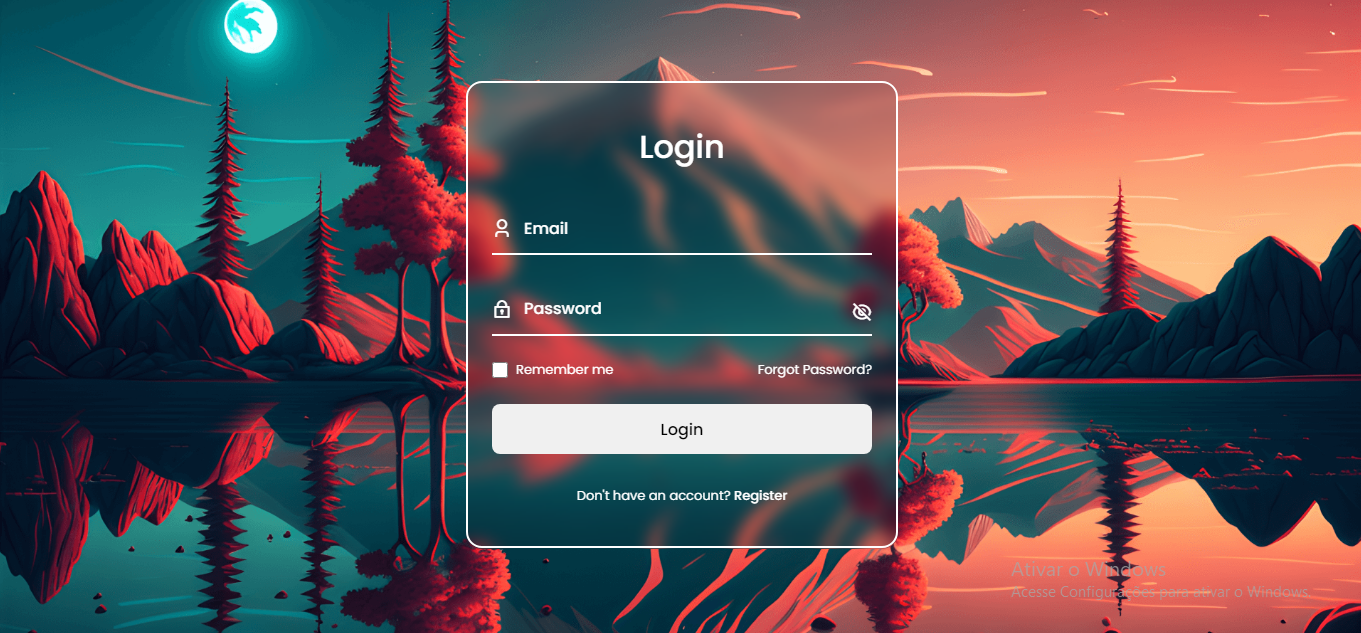 Login
Email
Password
Remember me Forgot Password?
Login
Don't have an account? Register
Ativar o Windows
Acesse Configurações para ativar o Windows.